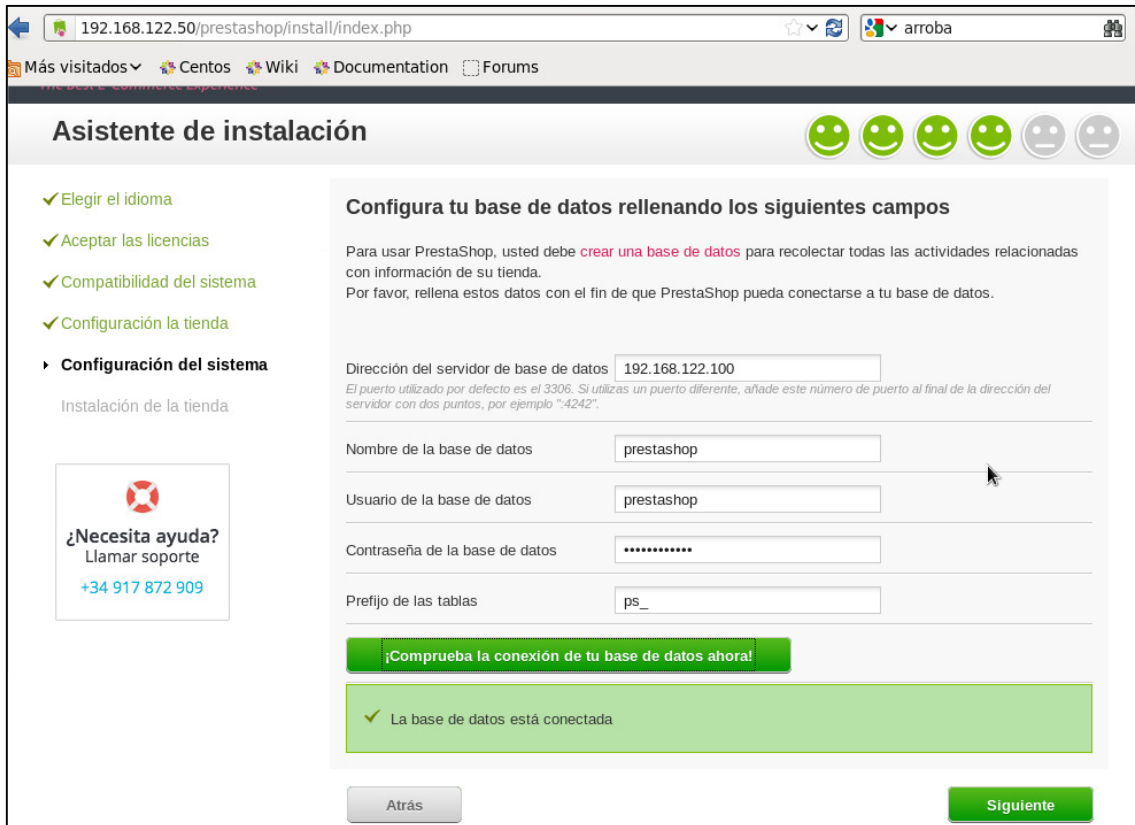 192.168.122.50/prestashop/install/index.php
arroba
Más visitados
Centos
Wiki
Documentation
Forums
The Best E-Commerce Experience
Asistente de instalación
Elegir el idioma
Aceptar las licencias
Compatibilidad del sistema
Configuración la tienda
Configuración del sistema
Instalación de la tienda
¿Necesita ayuda?
Llamar soporte
+34 917 872 909
Configura tu base de datos rellenando los siguientes campos
Para usar PrestaShop, usted debe crear una base de datos para recolectar todas las actividades relacionadas
con información de su tienda.
Por favor, rellena estos datos con el fin de que PrestaShop pueda conectarse a tu base de datos.
Dirección del servidor de base de datos 192.168.122.100
El puerto utilizado por defecto es el 3306. Si utilizas un puerto diferente, añade este número de puerto al final de la dirección del
servidor con dos puntos, por ejemplo ":4242".
Nombre de la base de datos prestashop
Usuario de la base de datos prestashop
Contraseña de la base de datos ••••••••••••
Prefijo de las tablas ps_
¡Comprueba la conexión de tu base de datos ahora!
La base de datos está conectada
Atrás
Siguiente